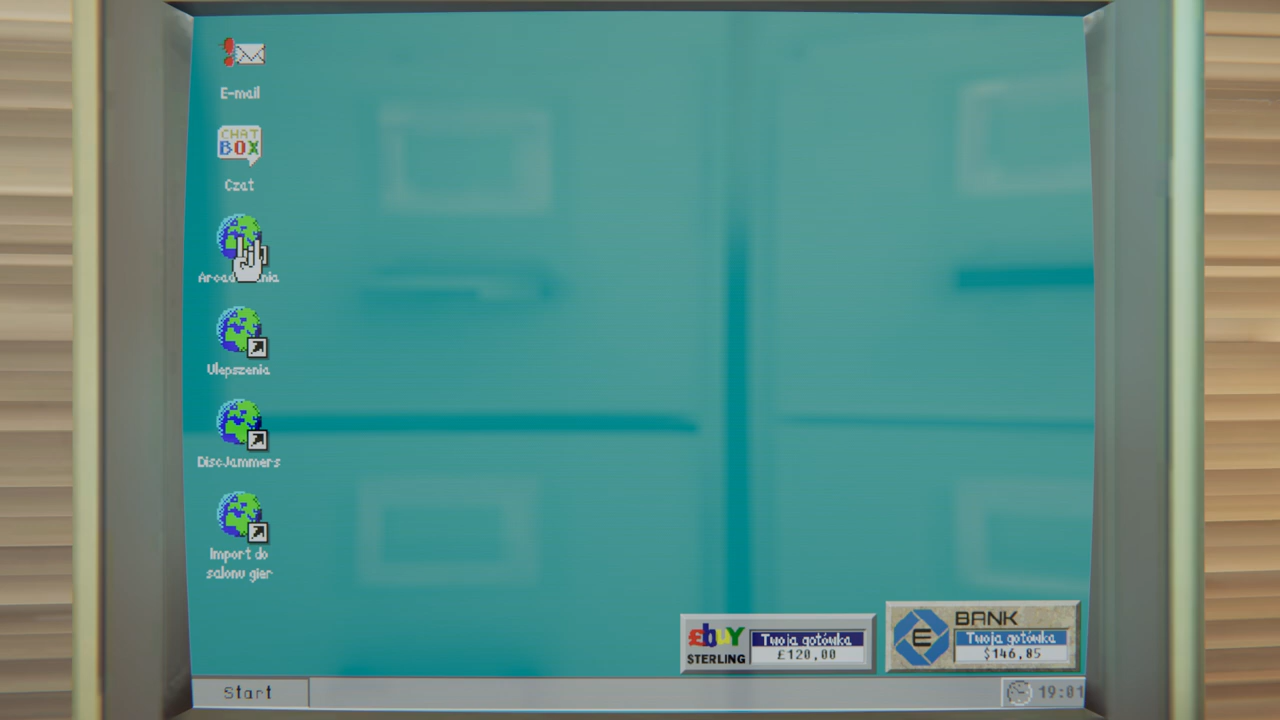 E-mail
CHAT
BOX
Czat
Ulepszenia
DiscJammers
Import do
salonu gier
£buY
STERLING
Twoja gotówka
£120,00
E
BANK
Twoja gotówka
$146,85
Start
19:01